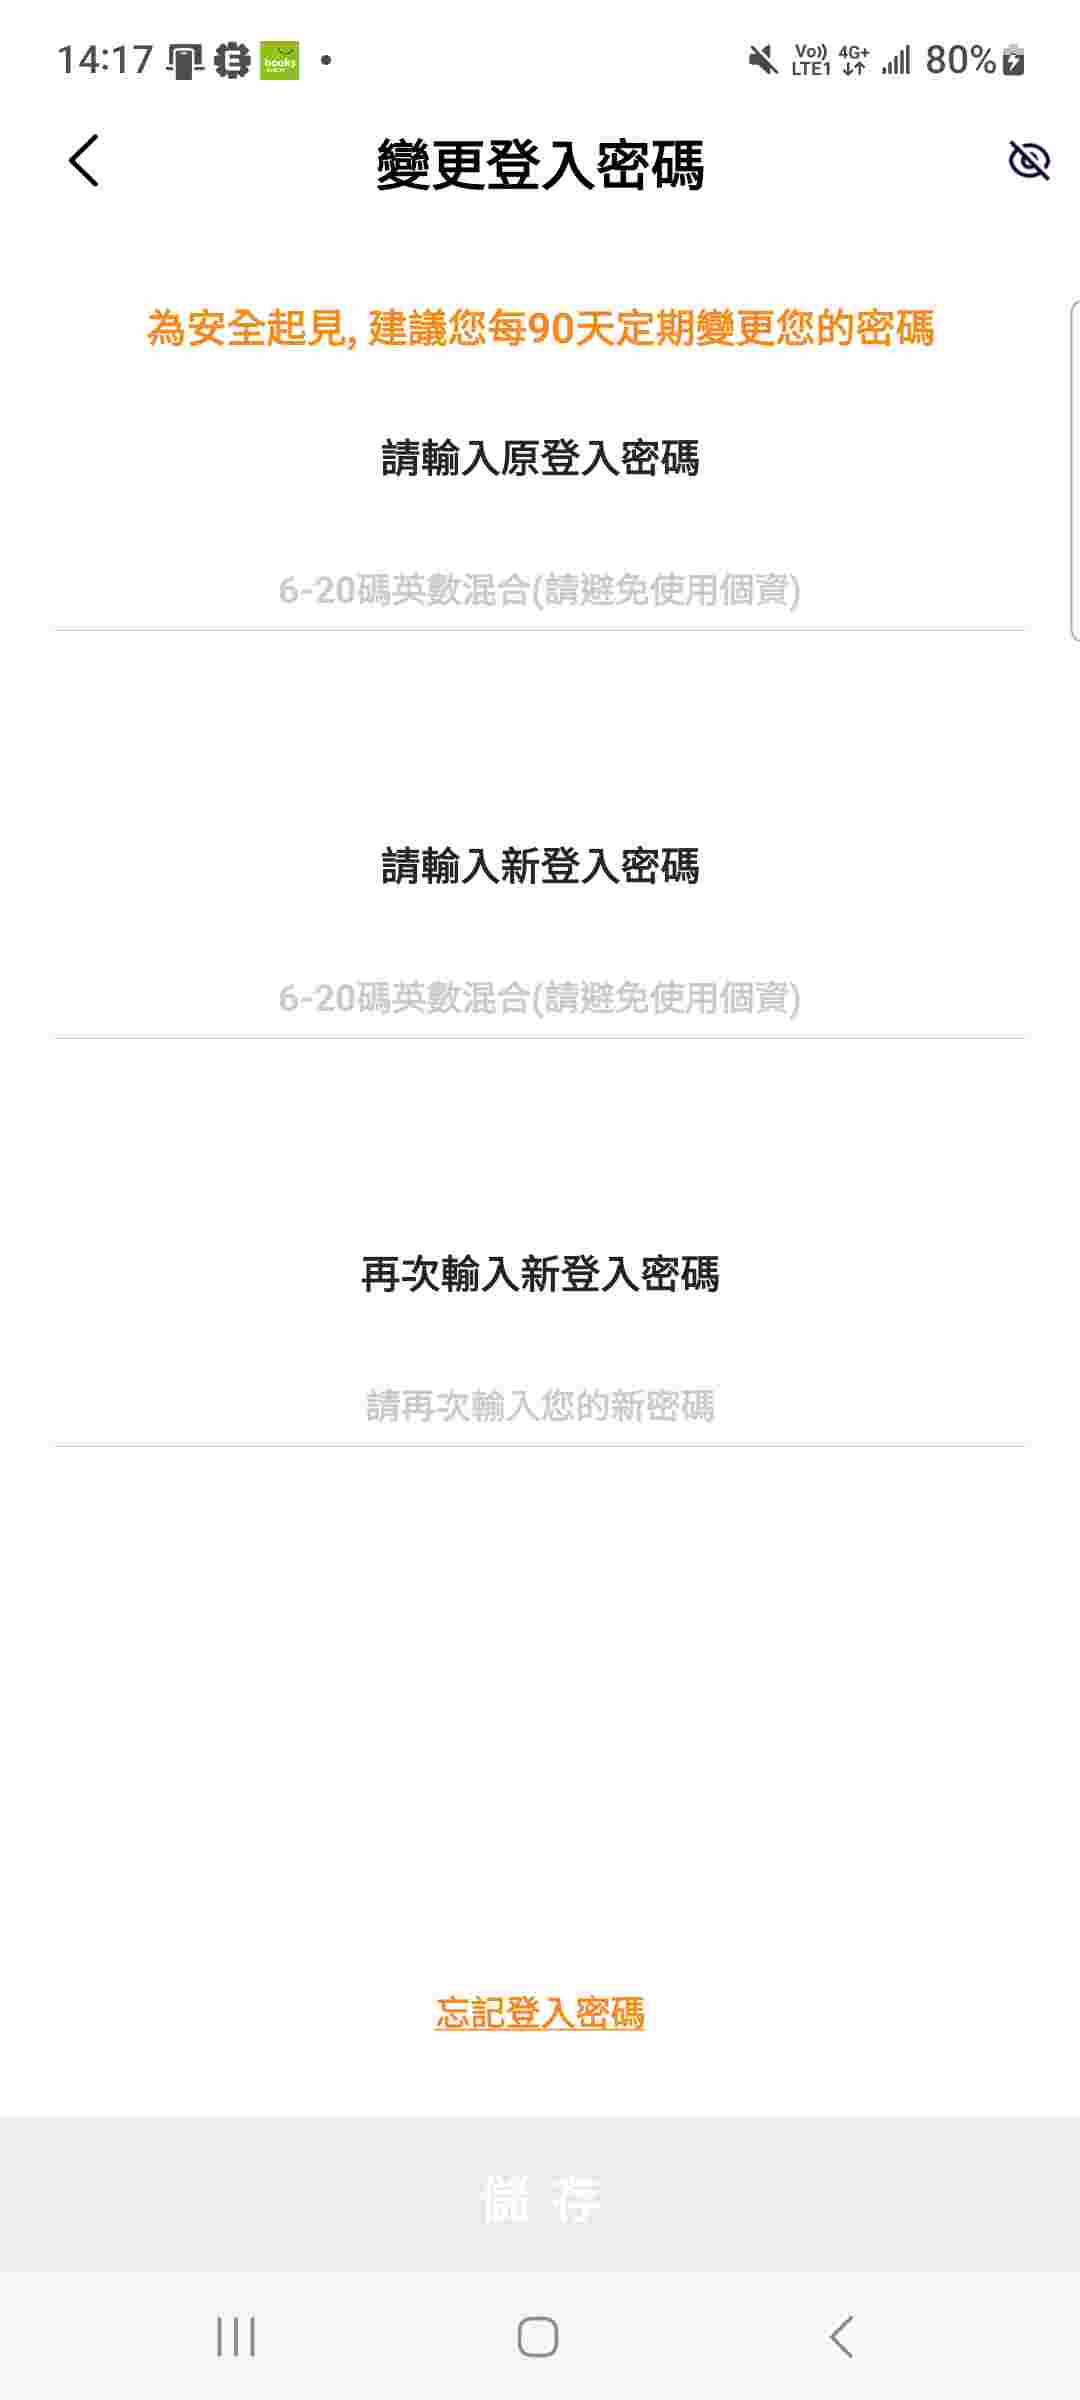 14:17
books
Vo)) LTE1 4G+ 80%
變更登入密碼
為安全起見, 建議您每90天定期變更您的密碼
請輸入原登入密碼
6-20碼英數混合(請避免使用個資)
請輸入新登入密碼
6-20碼英數混合(請避免使用個資)
再次輸入新登入密碼
請再次輸入您的新密碼
忘記登入密碼
儲 存